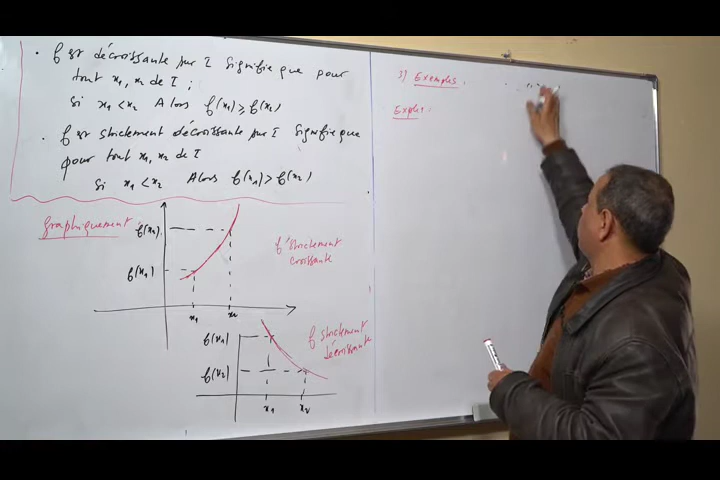 . f est décroissante sur I signifie que pour
tout x1, x2 de I ;
si x1 < x2 Alors f(x1) ≥ f(x2)
. f est strictement décroissante sur I signifie que
pour tout x1, x2 de I
si x1 < x2 Alors f(x1) > f(x2)
graphiquement
f(x2)
f(x1)
x1 x2
f strictement
croissante
f(x1)
f(x2)
x1 x2
f strictement
décroissante
3) Exemples.
Exple1: